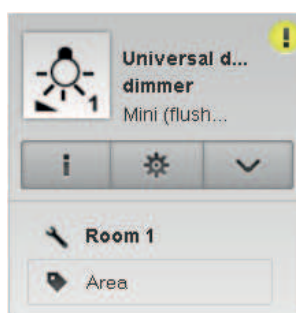 !
Universal d...
dimmer
Mini (flush...
1
i
Room 1
Area